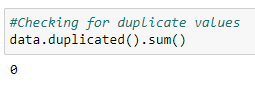 #Checking for duplicate values
data.duplicated().sum()
0